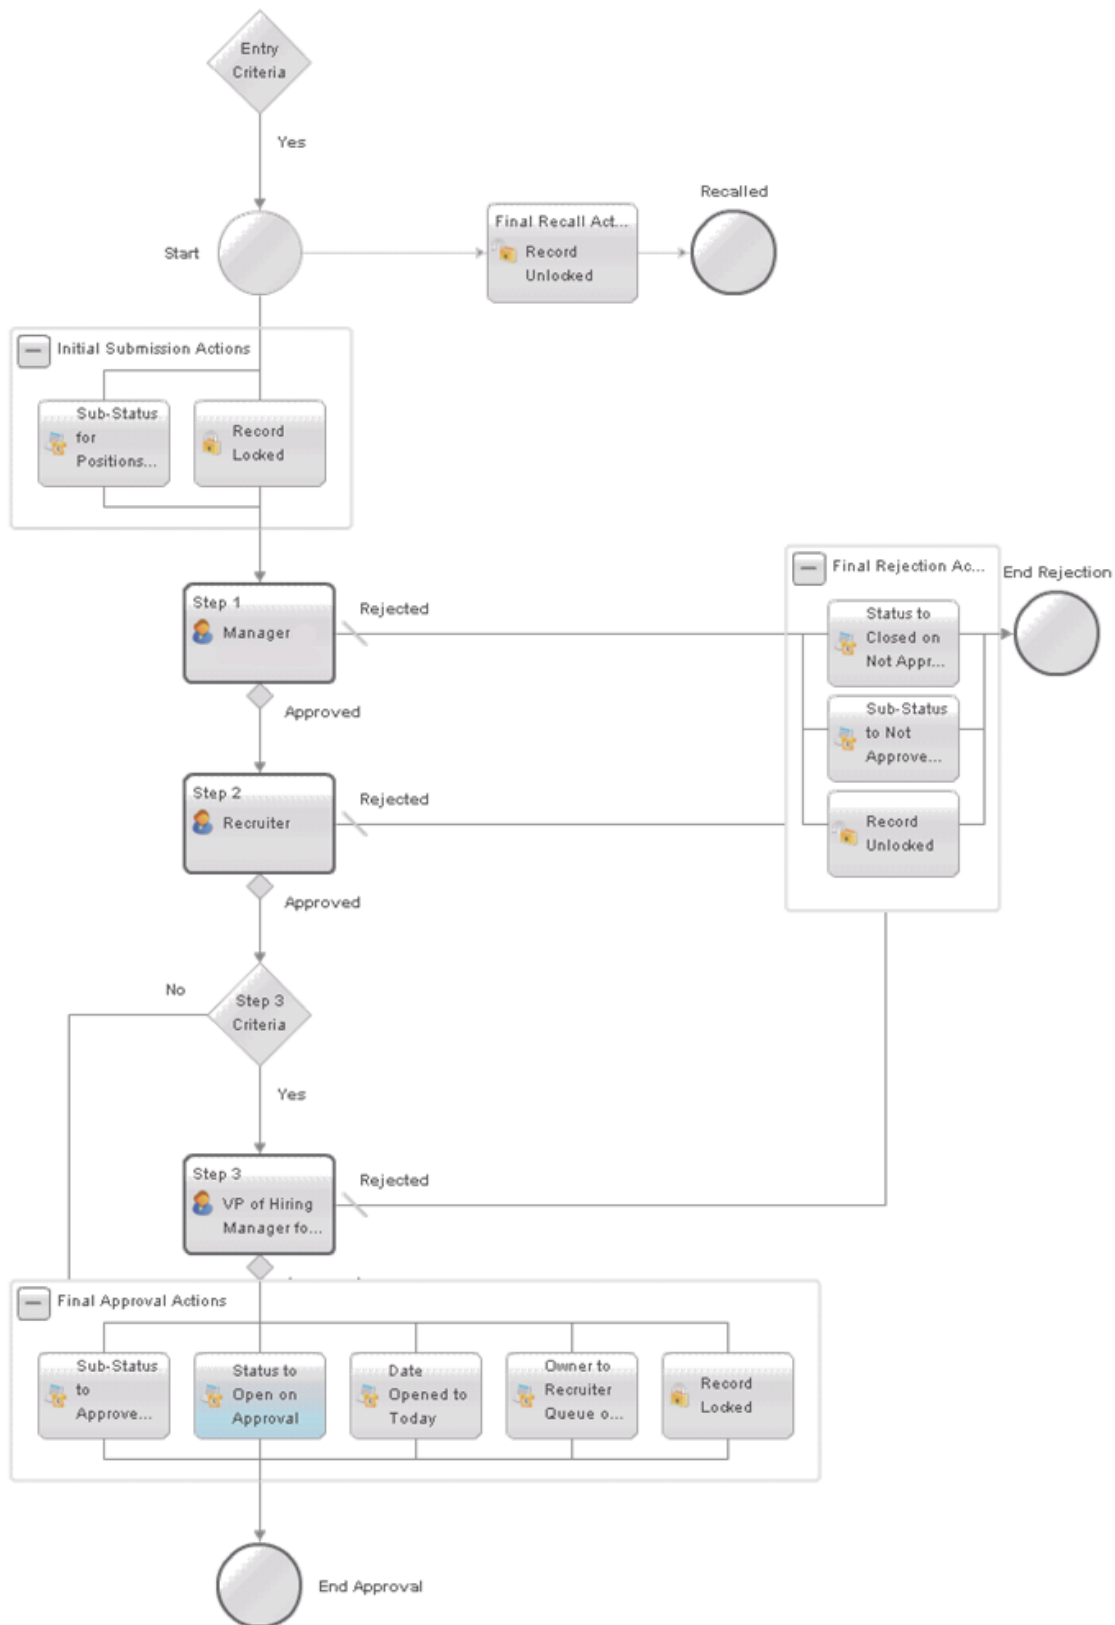 Entry
Criteria
Yes
Recalled
Start
Final Recall Act...
Record
Unlocked
Initial Submission Actions
Sub-Status
for
Positions...
Record
Locked
Step 1
Manager
Rejected
Approved
Final Rejection Ac...
End Rejection
Status to
Closed on
Not Appr...
Sub-Status
to Not
Approve...
Record
Unlocked
Step 2
Recruiter
Rejected
Approved
No
Step 3
Criteria
Yes
Step 3
VP of Hiring
Manager fo...
Rejected
Final Approval Actions
Sub-Status
to
Approve...
Status to
Open on
Approval
Date
Opened to
Today
Owner to
Recruiter
Queue o...
Record
Locked
End Approval